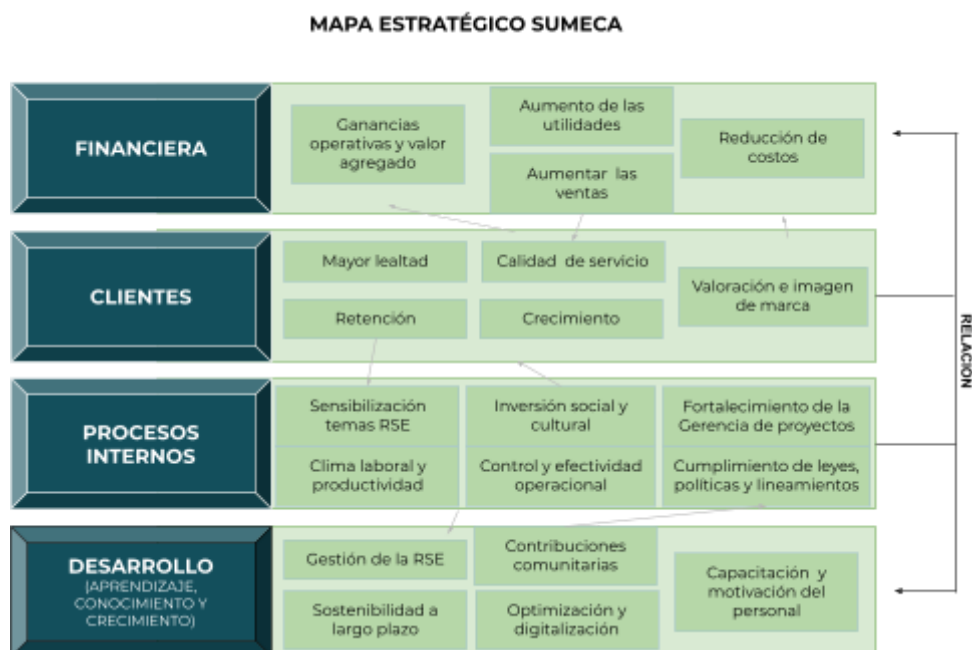 MAPA ESTRATÉGICO SUMECA
FINANCIERA
Ganancias
operativas y valor
agregado
Aumento de las
utilidades
Aumentar las
ventas
Reducción de
costos
CLIENTES
Mayor lealtad
Calidad de servicio
Retención
Crecimiento
Valoración e imagen
de marca
PROCESOS
INTERNOS
Sensibilización
temas RSE
Inversión social y
cultural
Fortalecimiento de la
Gerencia de proyectos
Clima laboral y
productividad
Control y efectividad
operacional
Cumplimiento de leyes,
políticas y lineamientos
DESARROLLO
(APRENDIZAJE,
CONOCIMIENTO Y
CRECIMIENTO)
Gestión de la RSE
Contribuciones
comunitarias
Sostenibilidad a
largo plazo
Optimización y
digitalización
Capacitación y
motivación del
personal
RELACION